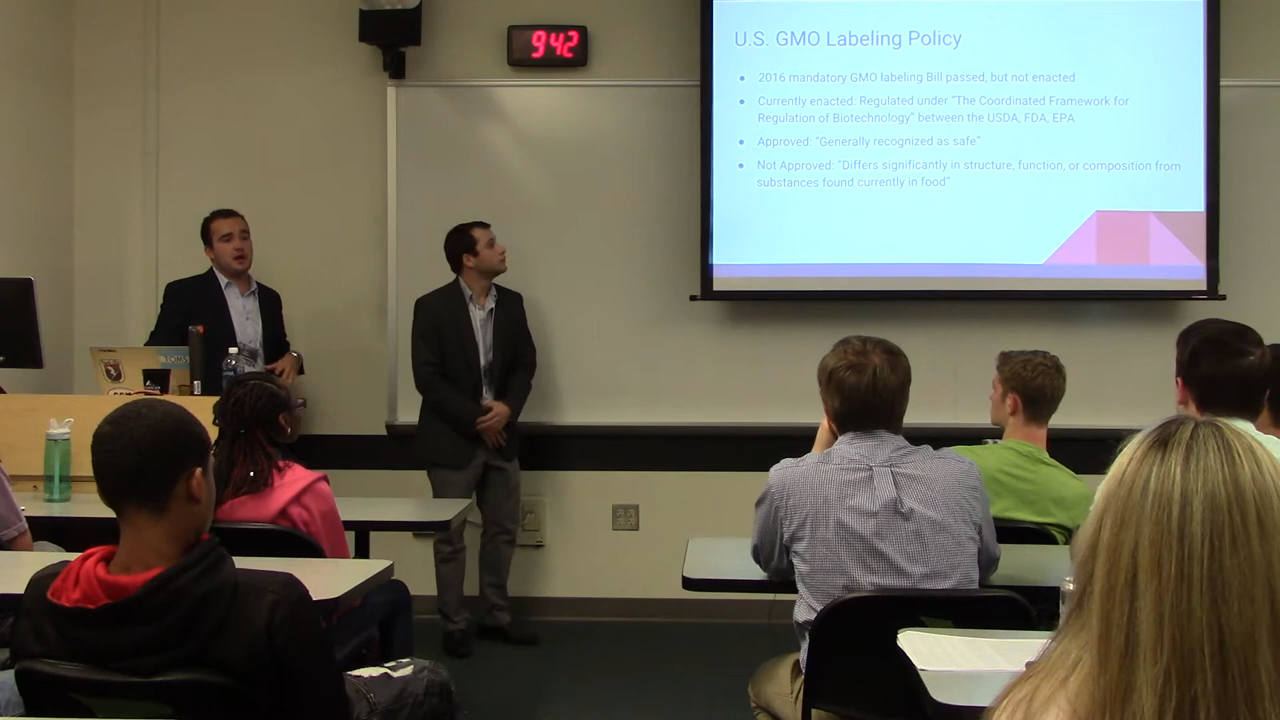 942
U.S. GMO Labeling Policy
2016 mandatory GMO labeling Bill passed, but not enacted
Currently enacted: Regulated under "The Coordinated Framework for
Regulation of Biotechnology" between the USDA, FDA, EPA
Approved: "Generally recognized as safe"
Not Approved: "Differs significantly in structure, function, or composition from
substances found currently in food"
TOMS